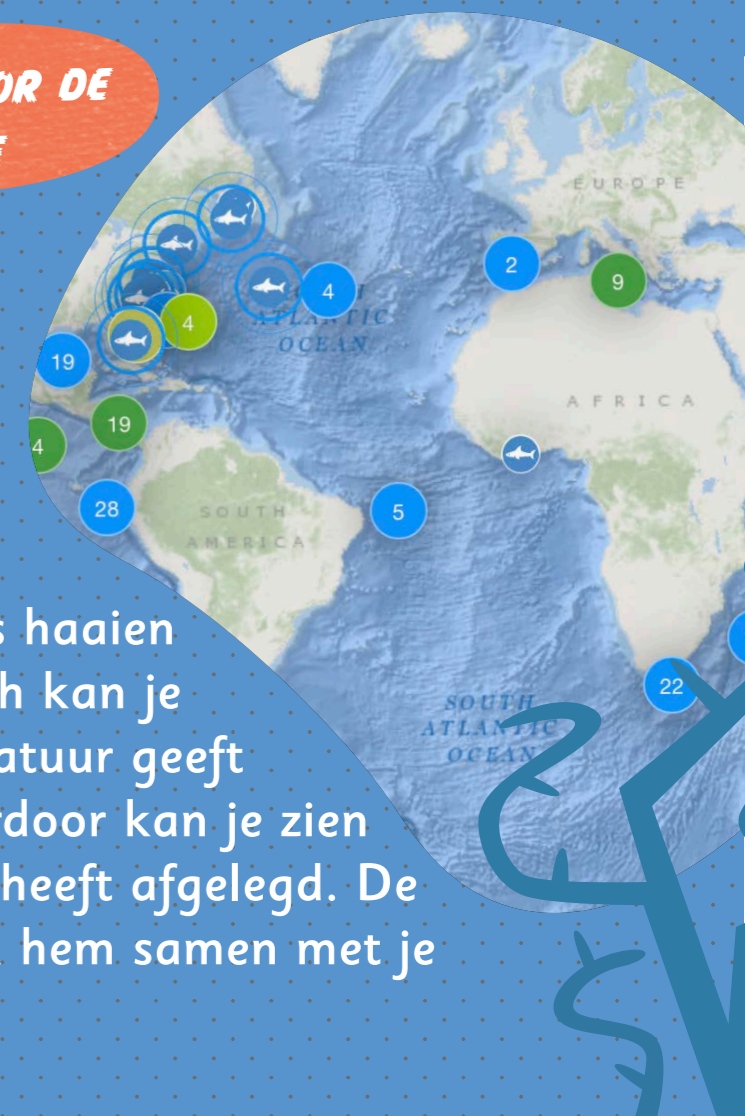 OR DE
EUROPE
2
9
4
4
ATLANTIC
OCEAN
19
AFRICA
19
4
28
SOUTH
AMERICA
5
s haaien
h kan je
22
SOUTH
ATLANTIC
OCEAN
atuur geeft
rdoor kan je zien
heeft afgelegd. De
hem samen met je